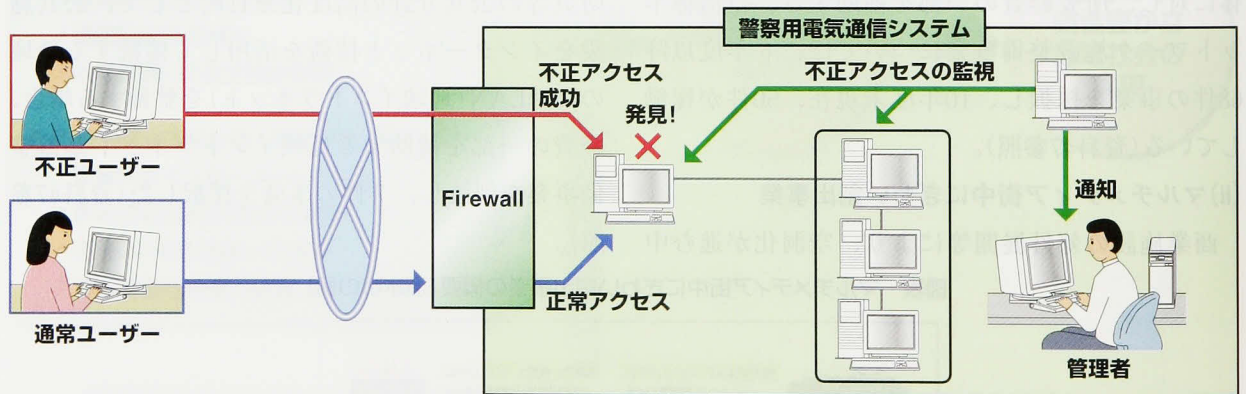 警察用電気通信システム
不正アクセス
成功
発見!
不正アクセスの監視
不正ユーザー
Firewall
通知
正常アクセス
通常ユーザー
管理者